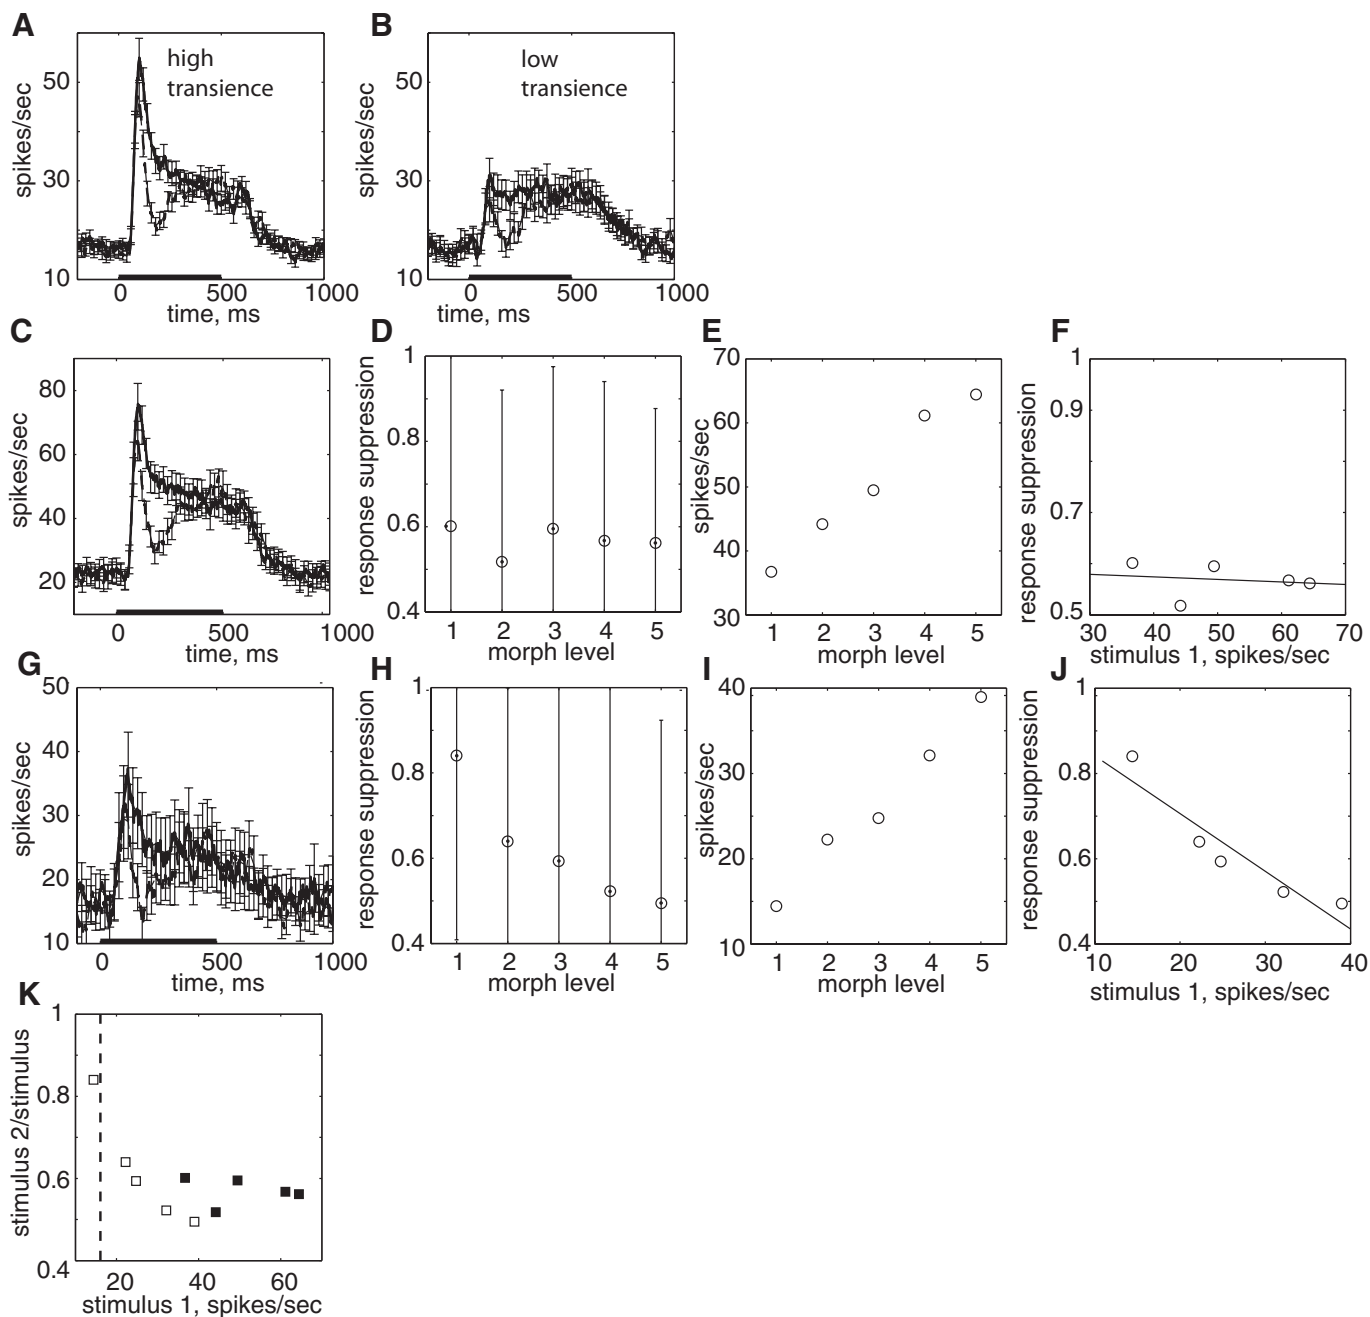 A
spikes/sec
50
30
10
high
transience
0
500
1000
time, ms
B
spikes/sec
50
30
10
low
transience
0
500
1000
time, ms
C
spikes/sec
80
60
40
20
0
500
1000
time, ms
D
response suppression
1
0.8
0.6
0.4
1
2
3
4
5
morph level
E
spikes/sec
70
60
50
40
30
1
2
3
4
5
morph level
F
response suppression
1
0.9
0.7
0.5
30
40
50
60
70
stimulus 1, spikes/sec
G
spikes/sec
50
40
30
20
10
0
500
1000
time, ms
H
response suppression
1
0.8
0.6
0.4
1
2
3
4
5
morph level
I
spikes/sec
40
30
20
10
1
2
3
4
5
morph level
J
response suppression
1
0.8
0.6
0.4
10
20
30
40
stimulus 1, spikes/sec
K
stimulus 2/stimulus
1
0.8
0.6
0.4
20
40
60
stimulus 1, spikes/sec